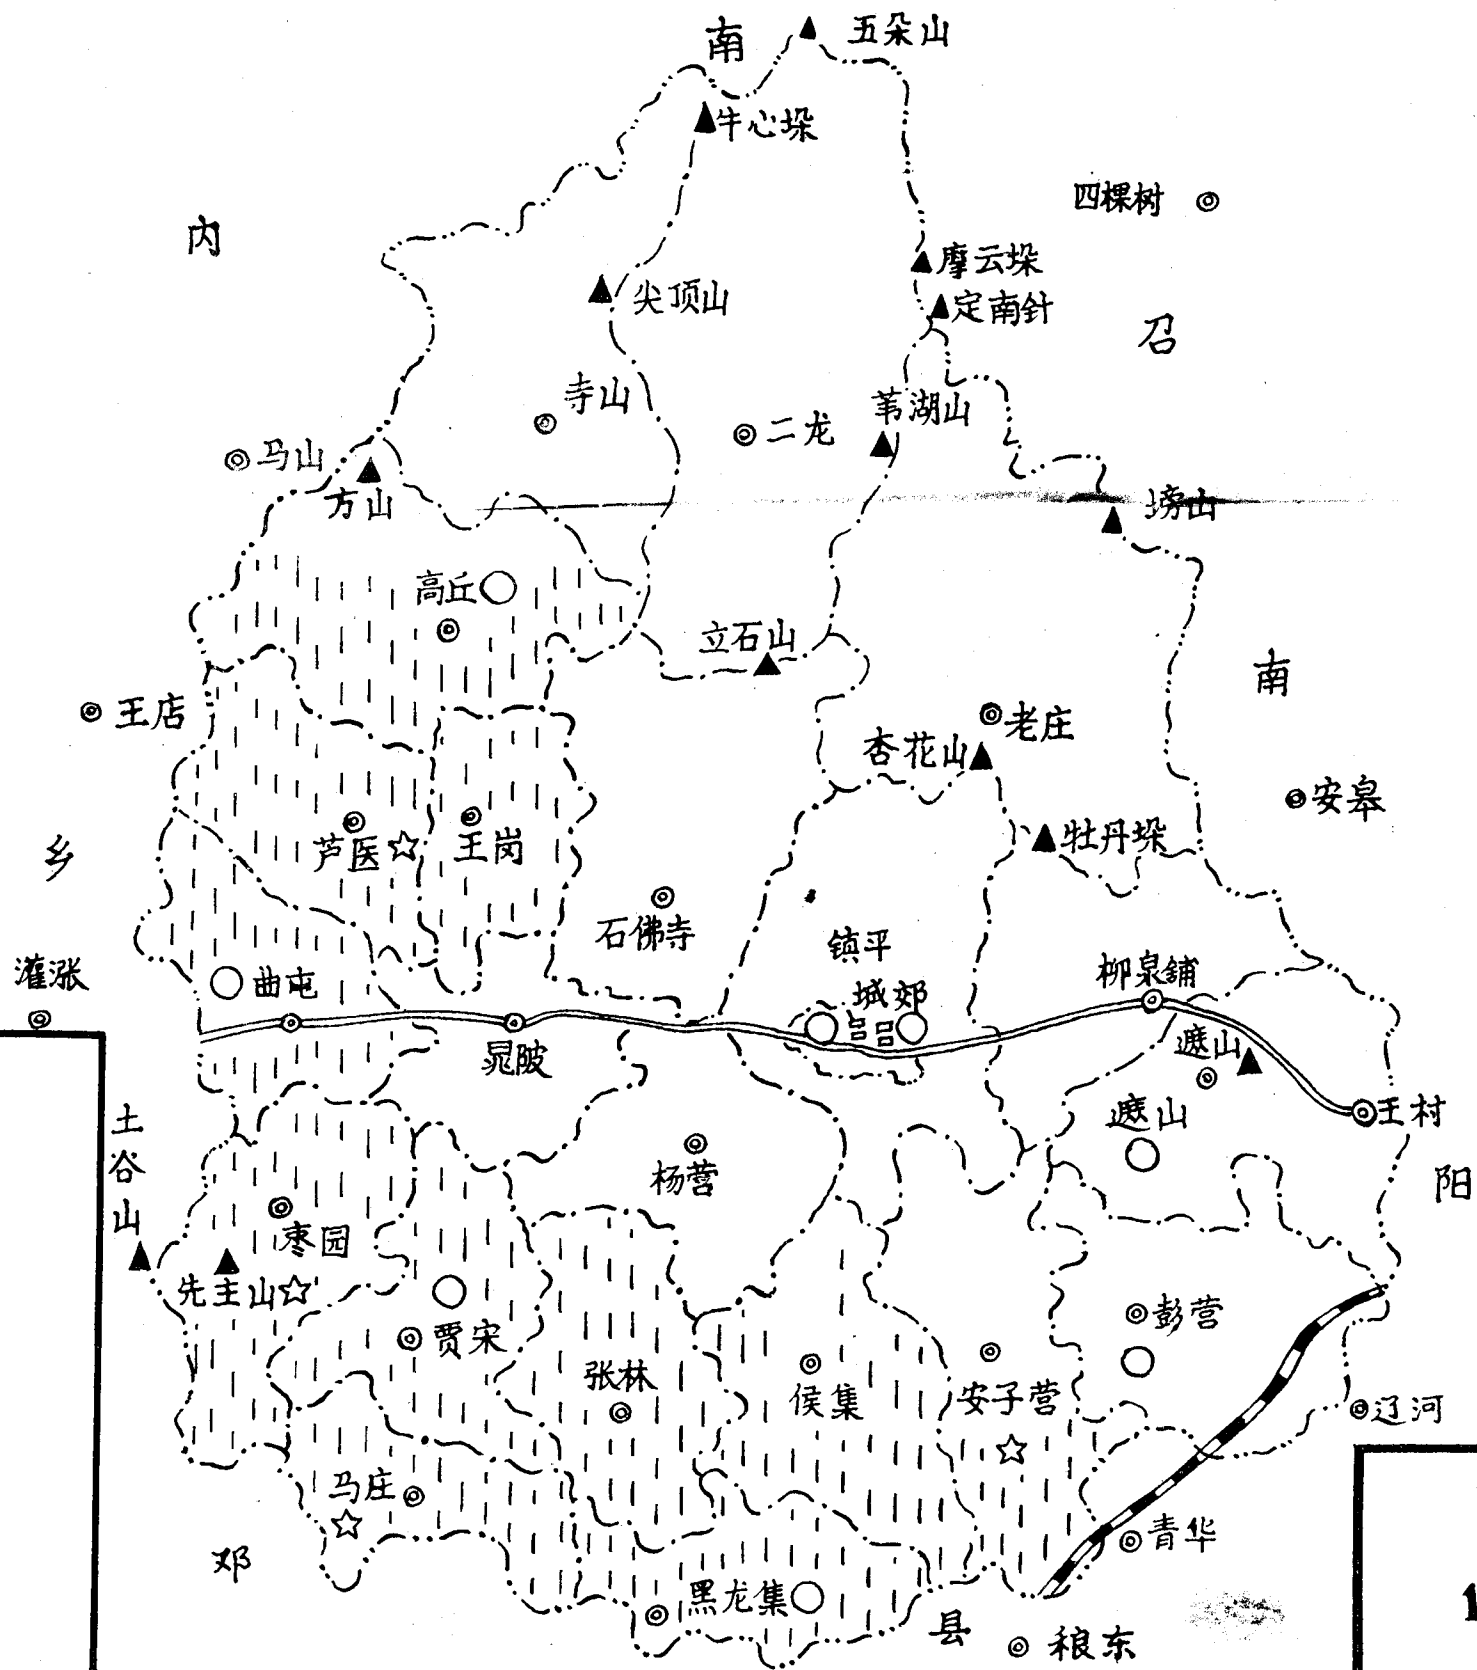 五朵山
南
牛心垛
四棵树
内
摩云垛
尖顶山
定南針
召
寺山
苇湖山
二龙
马山
方山
塝山
高丘
立石山
南
王店
老庄
杏花山
安皋
牡丹垛
芦医
王岗
乡
石佛寺
镇平
柳泉舖
灌涨
曲屯
城郊
遮山
晁陂
土谷山
遮山
王村
杨营
阳
枣园
先主山
彭营
贾宋
张林
侯集
安子营
辽河
马庄
青华
邓
黑龙集
县
稂东
1